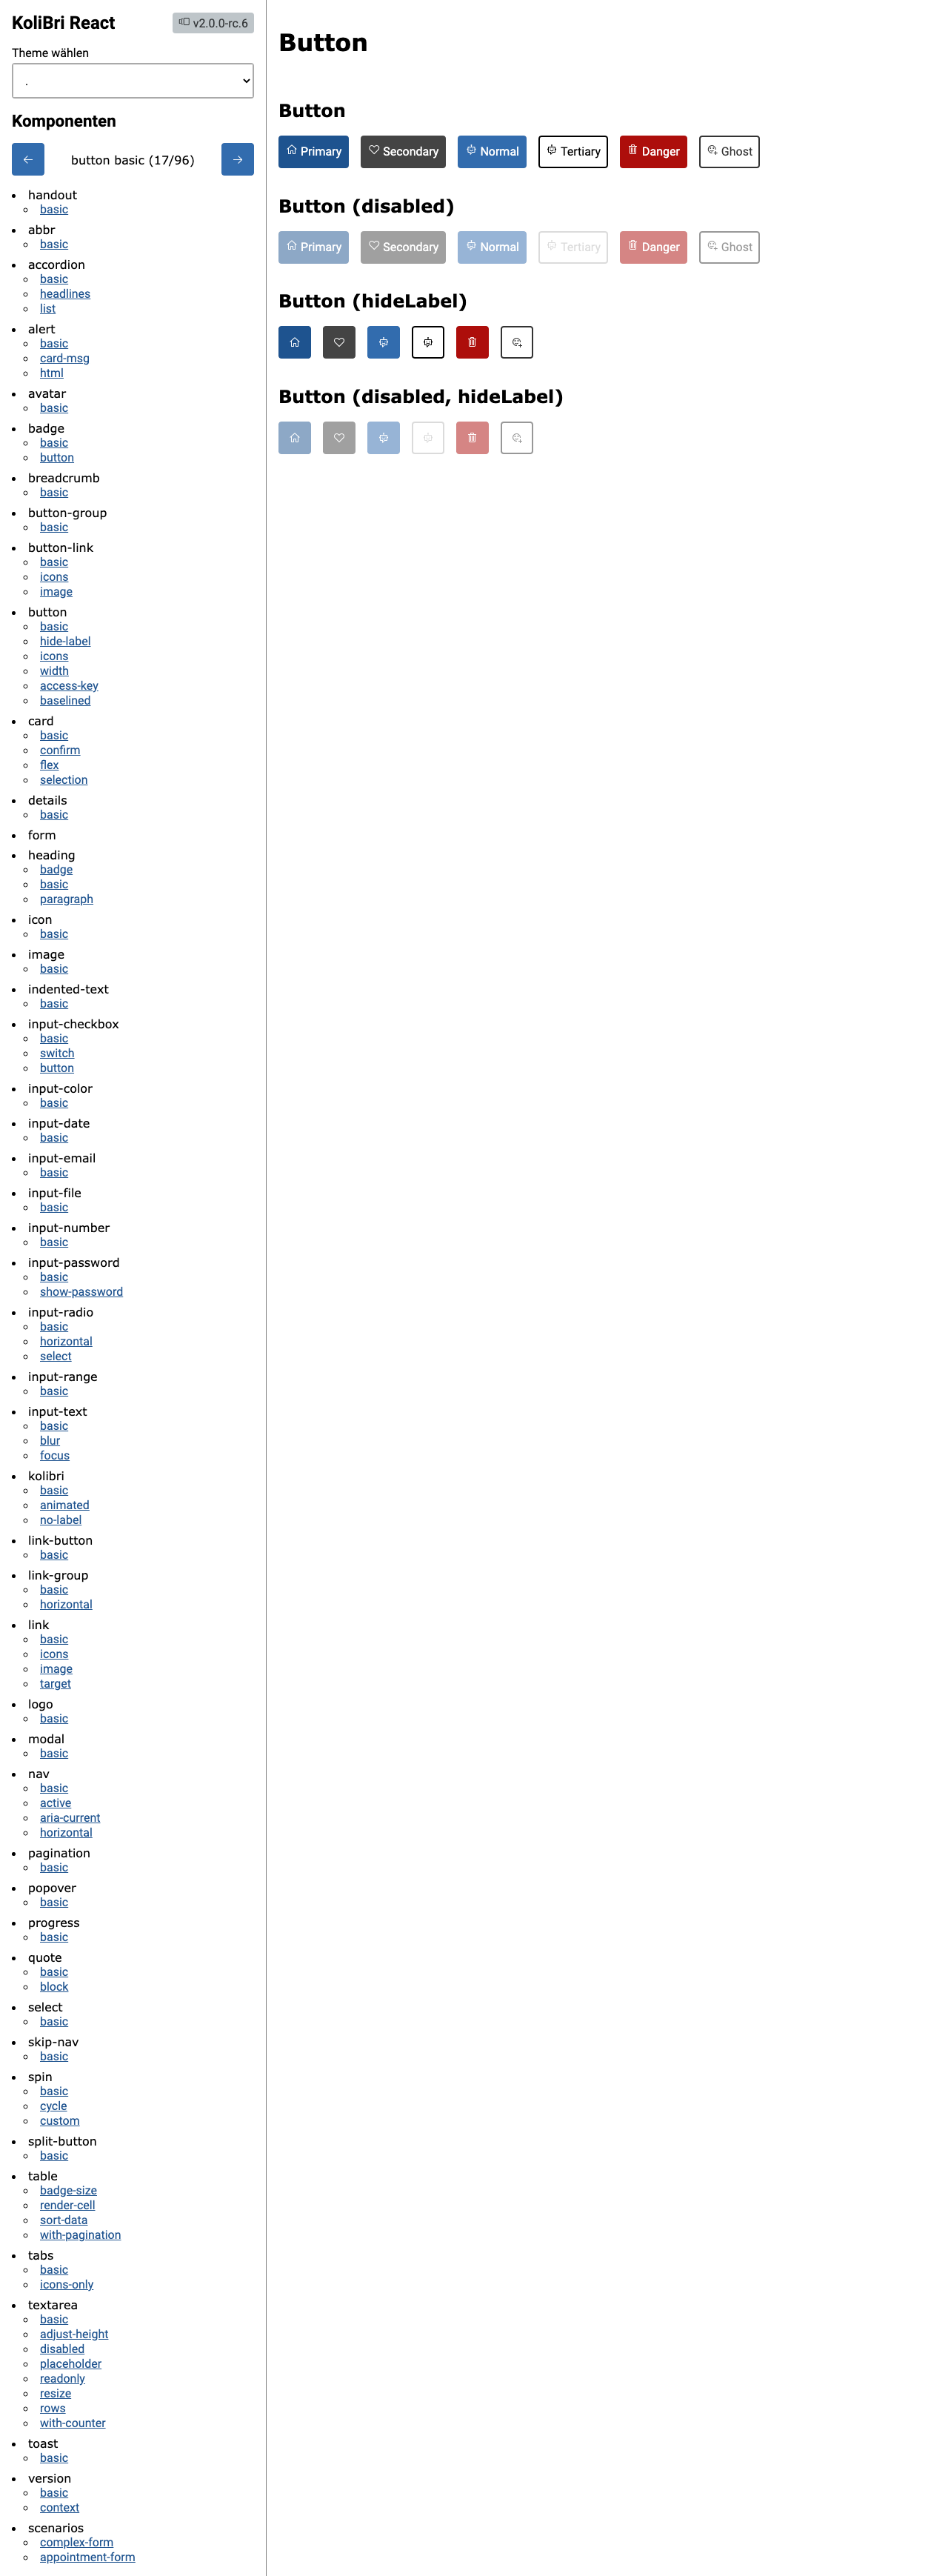 KoliBri React
v2.0.0-rc.6
Theme wählen
.
Komponenten
button basic (17/96)
handout
basic
abbr
basic
accordion
basic
headlines
list
alert
basic
card-msg
html
avatar
basic
badge
basic
button
breadcrumb
basic
button-group
basic
button-link
basic
icons
image
button
basic
hide-label
icons
width
access-key
baselined
card
basic
confirm
flex
selection
details
basic
form
heading
badge
basic
paragraph
icon
basic
image
basic
indented-text
basic
input-checkbox
basic
switch
button
input-color
basic
input-date
basic
input-email
basic
input-file
basic
input-number
basic
input-password
basic
show-password
input-radio
basic
horizontal
select
input-range
basic
input-text
basic
blur
focus
kolibri
basic
animated
no-label
link-button
basic
link-group
basic
horizontal
link
basic
icons
image
target
logo
basic
modal
basic
nav
basic
active
aria-current
horizontal
pagination
basic
popover
basic
progress
basic
quote
basic
block
select
basic
skip-nav
basic
spin
basic
cycle
custom
split-button
basic
table
badge-size
render-cell
sort-data
with-pagination
tabs
basic
icons-only
textarea
basic
adjust-height
disabled
placeholder
readonly
resize
rows
with-counter
toast
basic
version
basic
context
scenarios
complex-form
appointment-form
Button
Button
Primary Secondary Normal Tertiary Danger Ghost
Button (disabled)
Primary Secondary Normal Tertiary Danger Ghost
Button (hideLabel)
Button (disabled, hideLabel)